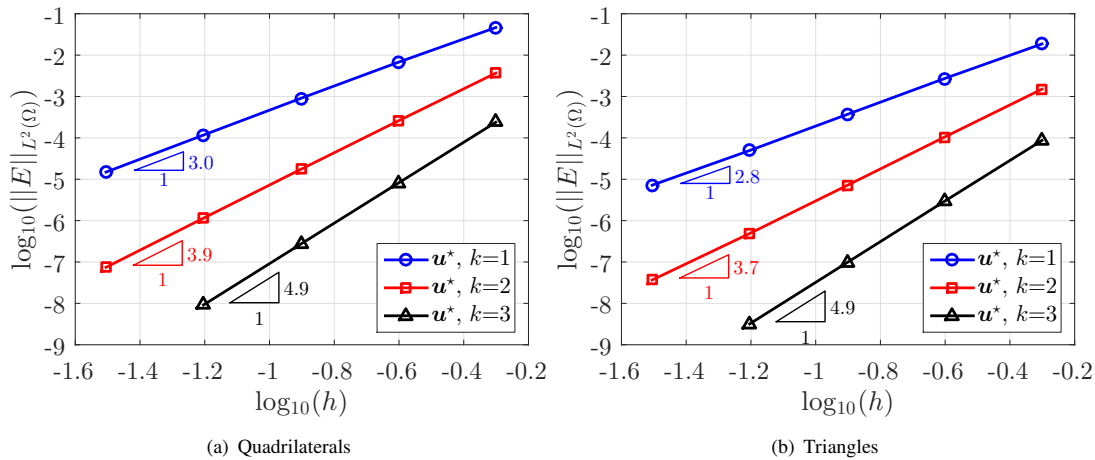 log₁₀(||E||_{L²(Ω)})
-1
-2
-3
-4
-5
-6
-7
-8
-9
3.0
1
3.9
1
4.9
1
u⋆, k=1
u⋆, k=2
u⋆, k=3
-1.6 -1.4 -1.2 -1 -0.8 -0.6 -0.4 -0.2
log₁₀(h)
(a) Quadrilaterals
log₁₀(||E||_{L²(Ω)})
-1
-2
-3
-4
-5
-6
-7
-8
-9
2.8
1
3.7
1
4.9
1
u⋆, k=1
u⋆, k=2
u⋆, k=3
-1.6 -1.4 -1.2 -1 -0.8 -0.6 -0.4 -0.2
log₁₀(h)
(b) Triangles